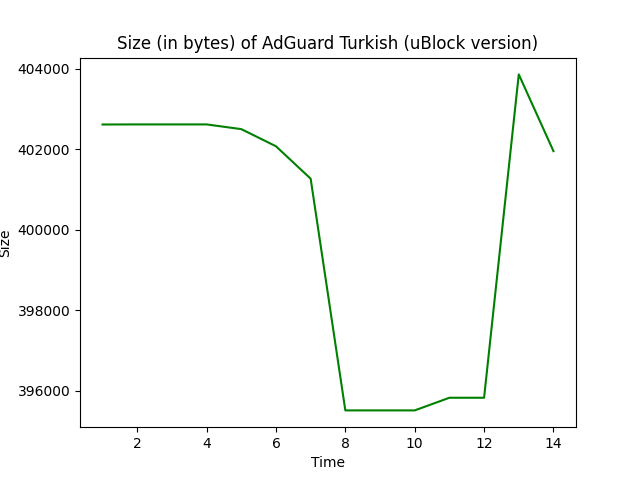 Size (in bytes) of AdGuard Turkish (uBlock version)
404000
402000
400000
398000
396000
Size
2 4 6 8 10 12 14
Time